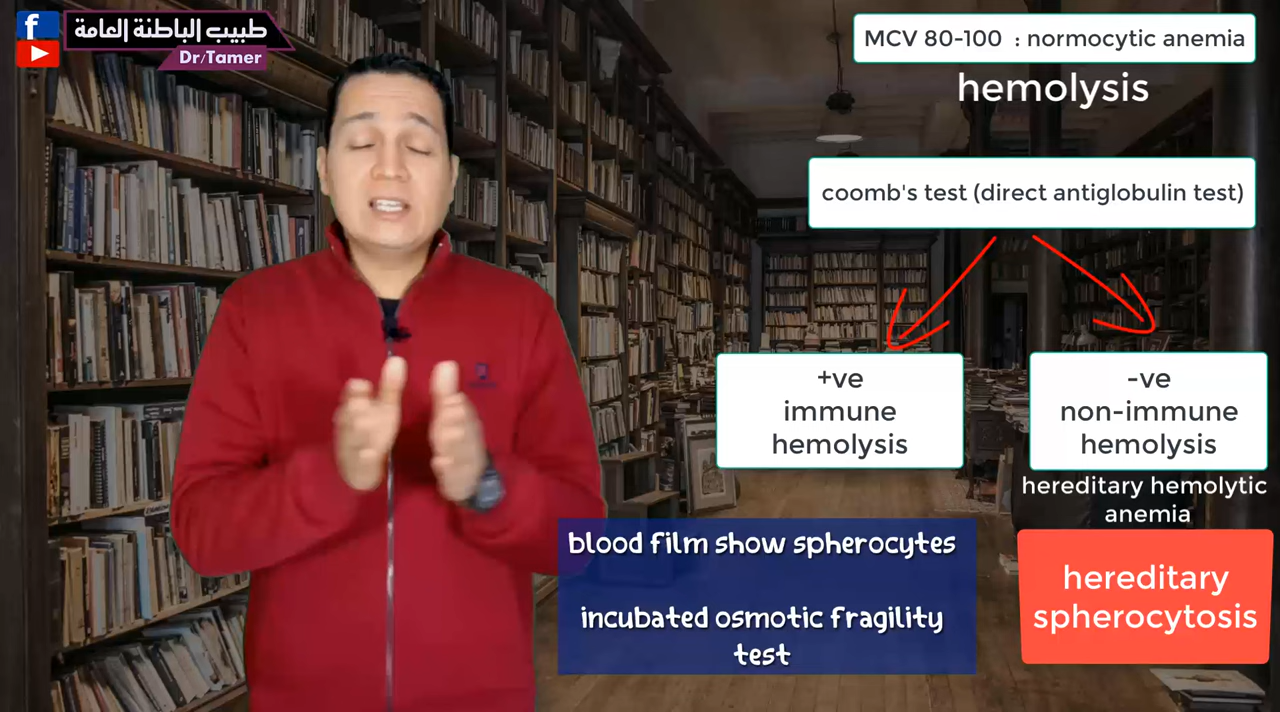 طبيب الباطنة العامة
Dr/Tamer
MCV 80-100 : normocytic anemia
hemolysis
coomb's test (direct antiglobulin test)
+ve
immune
hemolysis
-ve
non-immune
hemolysis
hereditary hemolytic
anemia
blood film show spherocytes
incubated osmotic fragility
test
hereditary
spherocytosis